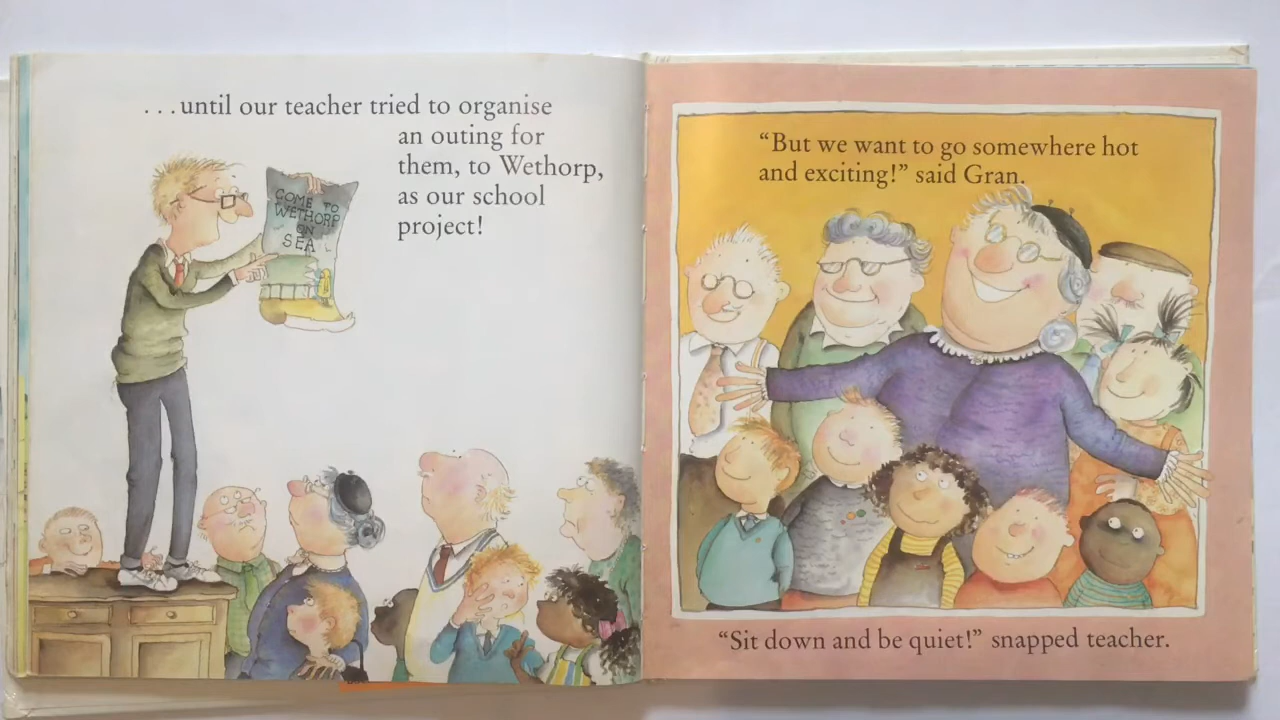 ...until our teacher tried to organise
an outing for
them, to Wethorp,
as our school
project!
COME TO
WETHORP
ON
SEA
“But we want to go somewhere hot
and exciting!” said Gran.
“Sit down and be quiet!” snapped teacher.